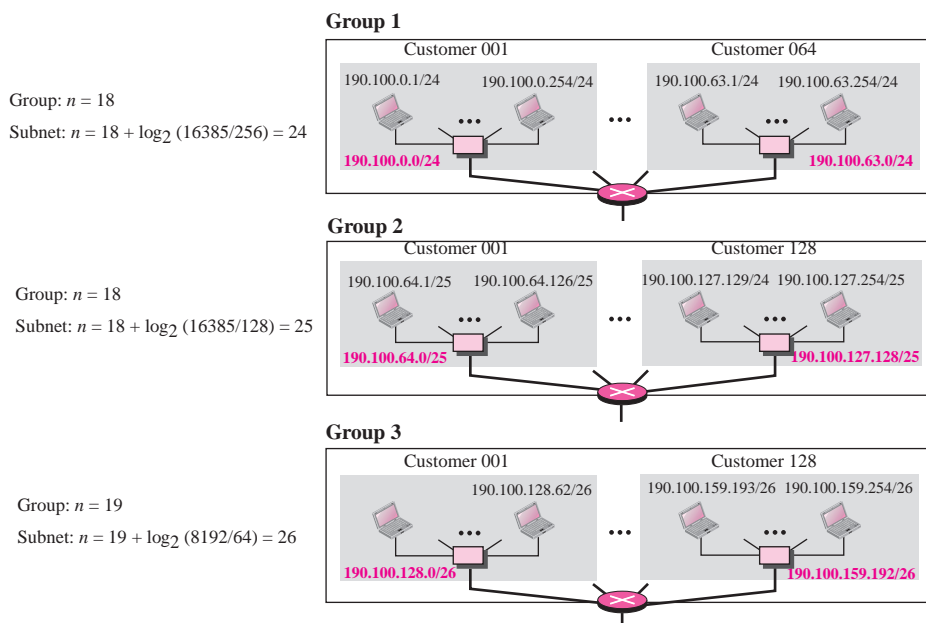 Group 1
Customer 001
Customer 064
190.100.0.1/24
190.100.0.254/24
190.100.63.1/24
190.100.63.254/24
Group: n = 18
Subnet: n = 18 + log2 (16385/256) = 24
...
...
...
190.100.0.0/24
190.100.63.0/24
Group 2
Customer 001
Customer 128
190.100.64.1/25
190.100.64.126/25
190.100.127.129/24
190.100.127.254/25
Group: n = 18
Subnet: n = 18 + log2 (16385/128) = 25
...
...
...
190.100.64.0/25
190.100.127.128/25
Group 3
Customer 001
Customer 128
190.100.128.62/26
190.100.159.193/26
190.100.159.254/26
Group: n = 19
Subnet: n = 19 + log2 (8192/64) = 26
...
...
...
190.100.128.0/26
190.100.159.192/26